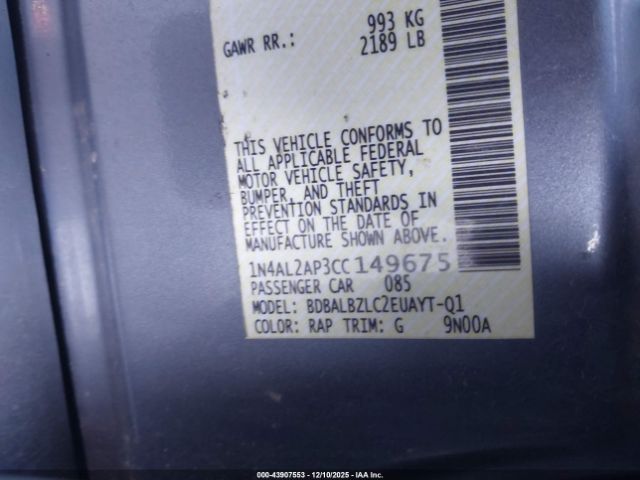 993 KG
GAWR RR.: 2189 LB
THIS VEHICLE CONFORMS TO
ALL APPLICABLE FEDERAL
MOTOR VEHICLE SAFETY,
BUMPER, AND THEFT
PREVENTION STANDARDS IN
EFFECT ON THE DATE OF
MANUFACTURE SHOWN ABOVE.
1N4AL2AP3CC149675
PASSENGER CAR 085
MODEL: BDBALBZLC2EUAYT-Q1
COLOR: RAP TRIM: G 9N00A
000-43907553 - 12/10/2025 - IAA Inc.